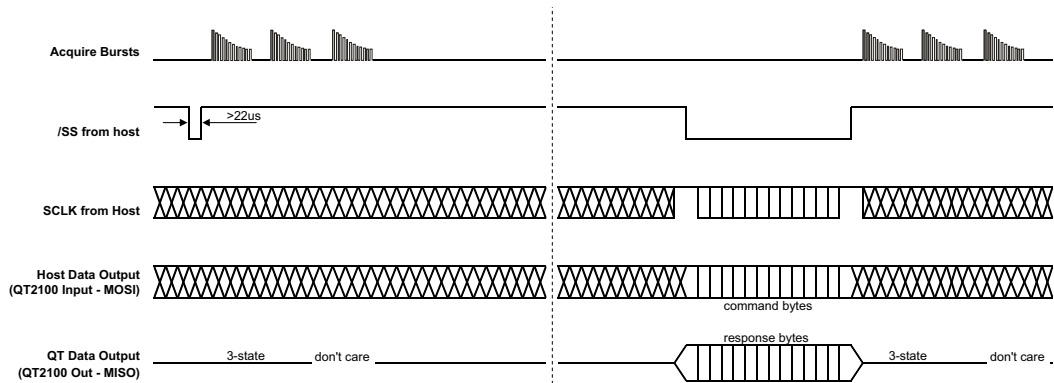 Acquire Bursts
>22us
/SS from host
SCLK from Host
Host Data Output
(QT2100 Input - MOSI)
command bytes
response bytes
QT Data Output
(QT2100 Out - MISO)
3-state
don't care
3-state
don't care